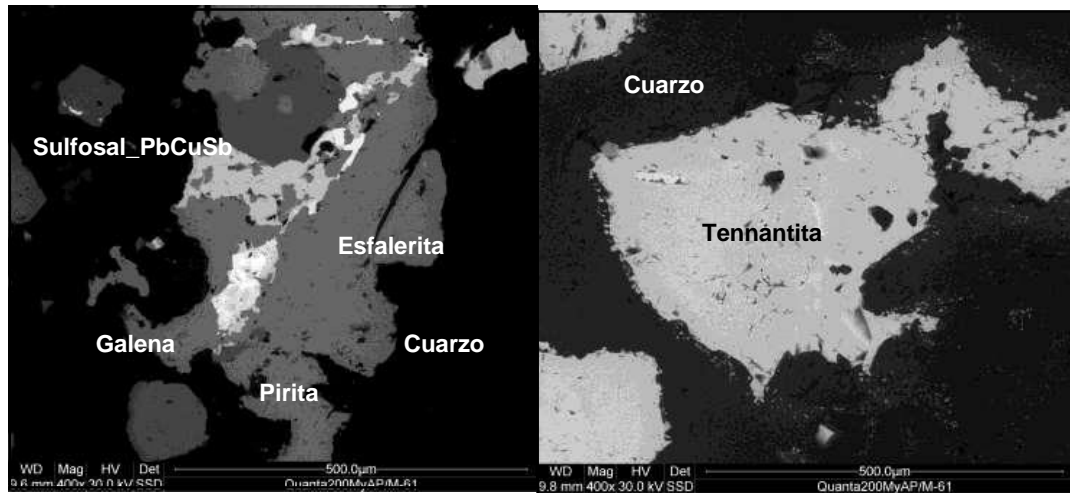 Sulfosal_PbCuSb
Esfalerita
Galena
Cuarzo
Pirita
WD Mag HV Det 500.0µm
9.6 mm 400x 30.0 kV SSD Quanta200MyAP/M-61
Cuarzo
Tennantita
WD Mag HV Det 500.0µm
9.8 mm 400x 30.0 kV SSD Quanta200MyAP/M-61